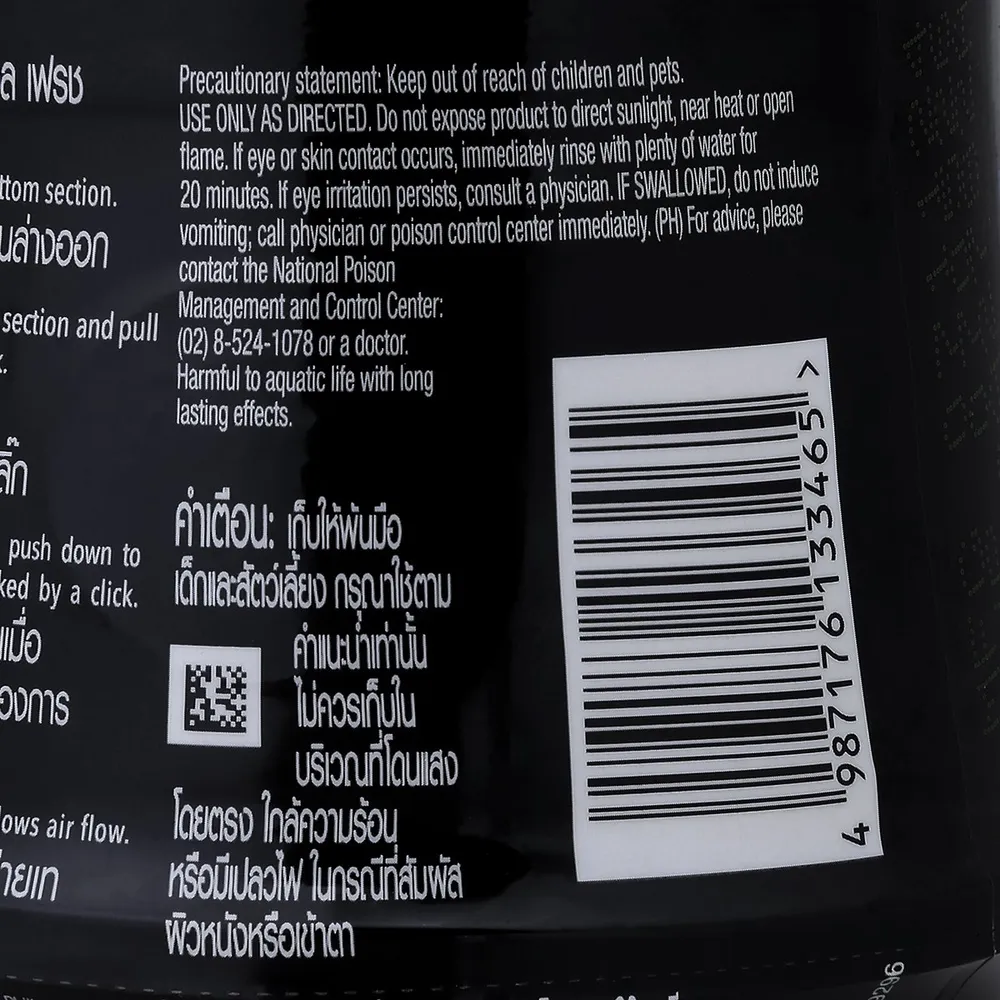 ล เฟรช
ttom section.
นล่างออก
section and pull
ลิ๊ก
push down to
ked by a click.
เมื่อ
องการ
lows air flow.
Precautionary statement: Keep out of reach of children and pets.
USE ONLY AS DIRECTED. Do not expose product to direct sunlight, near heat or open
flame. If eye or skin contact occurs, immediately rinse with plenty of water for
20 minutes. If eye irritation persists, consult a physician. IF SWALLOWED, do not induce
vomiting; call physician or poison control center immediately. (PH) For advice, please
contact the National Poison
Management and Control Center:
(02) 8-524-1078 or a doctor.
Harmful to aquatic life with long
lasting effects.
คำเตือน: เก็บให้พ้นมือ
เด็กและสัตว์เลี้ยง กรุณาใช้ตาม
คำแนะนำเท่านั้น
ไม่ควรเก็บใน
บริเวณที่โดนแสง
โดยตรง ใกล้ความร้อน
หรือมีเปลวไฟ ในกรณีที่สัมผัส
ผิวหนังหรือเข้าตา
4 987176 133465 >